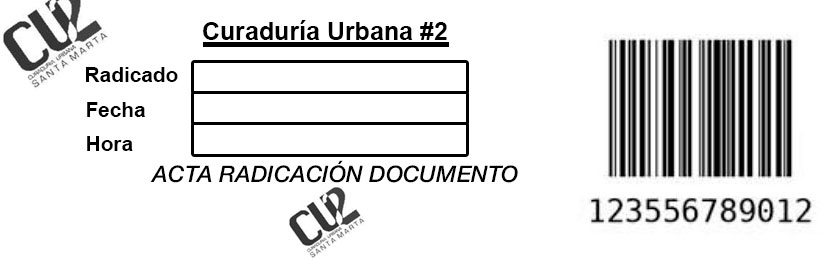 CU2
CURADURIA URBANA
SANTA MARTA
Curaduría Urbana #2
Radicado
Fecha
Hora
ACTA RADICACIÓN DOCUMENTO
CU2
CURADURIA URBANA
SANTA MARTA
123556789012